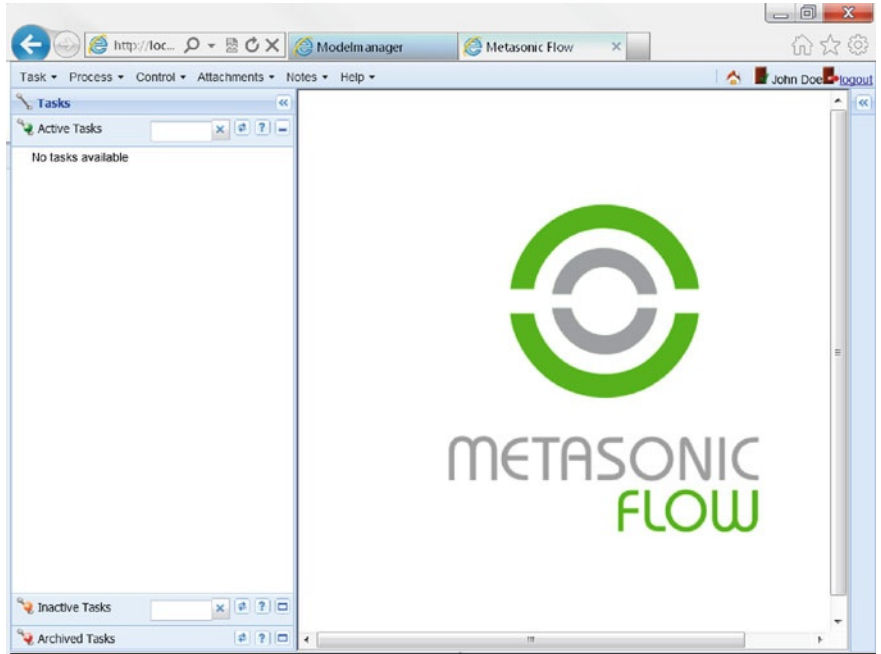 http://loc...
Modelmanager
Metasonic Flow
Task Process Control Attachments Notes Help
John Doe logout
Tasks
Active Tasks
No tasks available
METASONIC
FLOW
Inactive Tasks
Archived Tasks